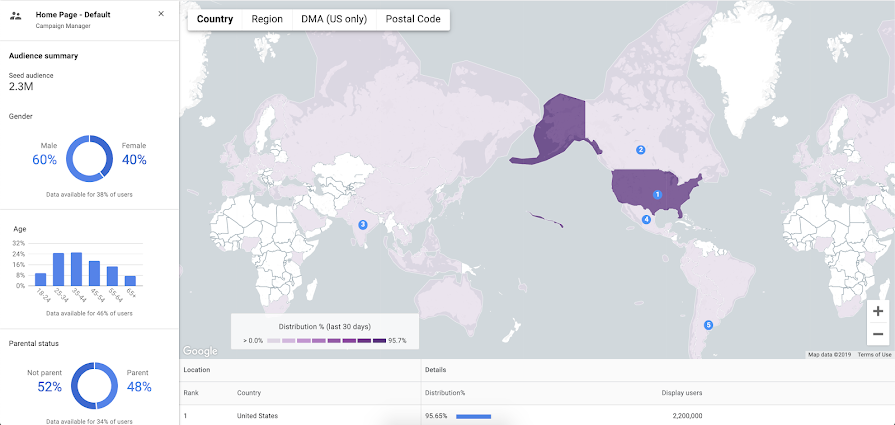 Home Page - Default
Campaign Manager
Audience summary
Seed audience
2.3M
Gender
Male
60%
Female
40%
Data available for 38% of users
Age
32%
24%
16%
8%
0%
18-24
25-34
35-44
45-54
55-64
65+
Data available for 46% of users
Parental status
Not parent
52%
Parent
48%
Data available for 34% of users
Country Region DMA (US only) Postal Code
2
1
3
4
5
Distribution % (last 30 days)
> 0.0% 95.7%
Google
+
−
Map data ©2019 Terms of Use
Location Details
Rank Country Distribution% Display users
1 United States 95.65% 2,200,000